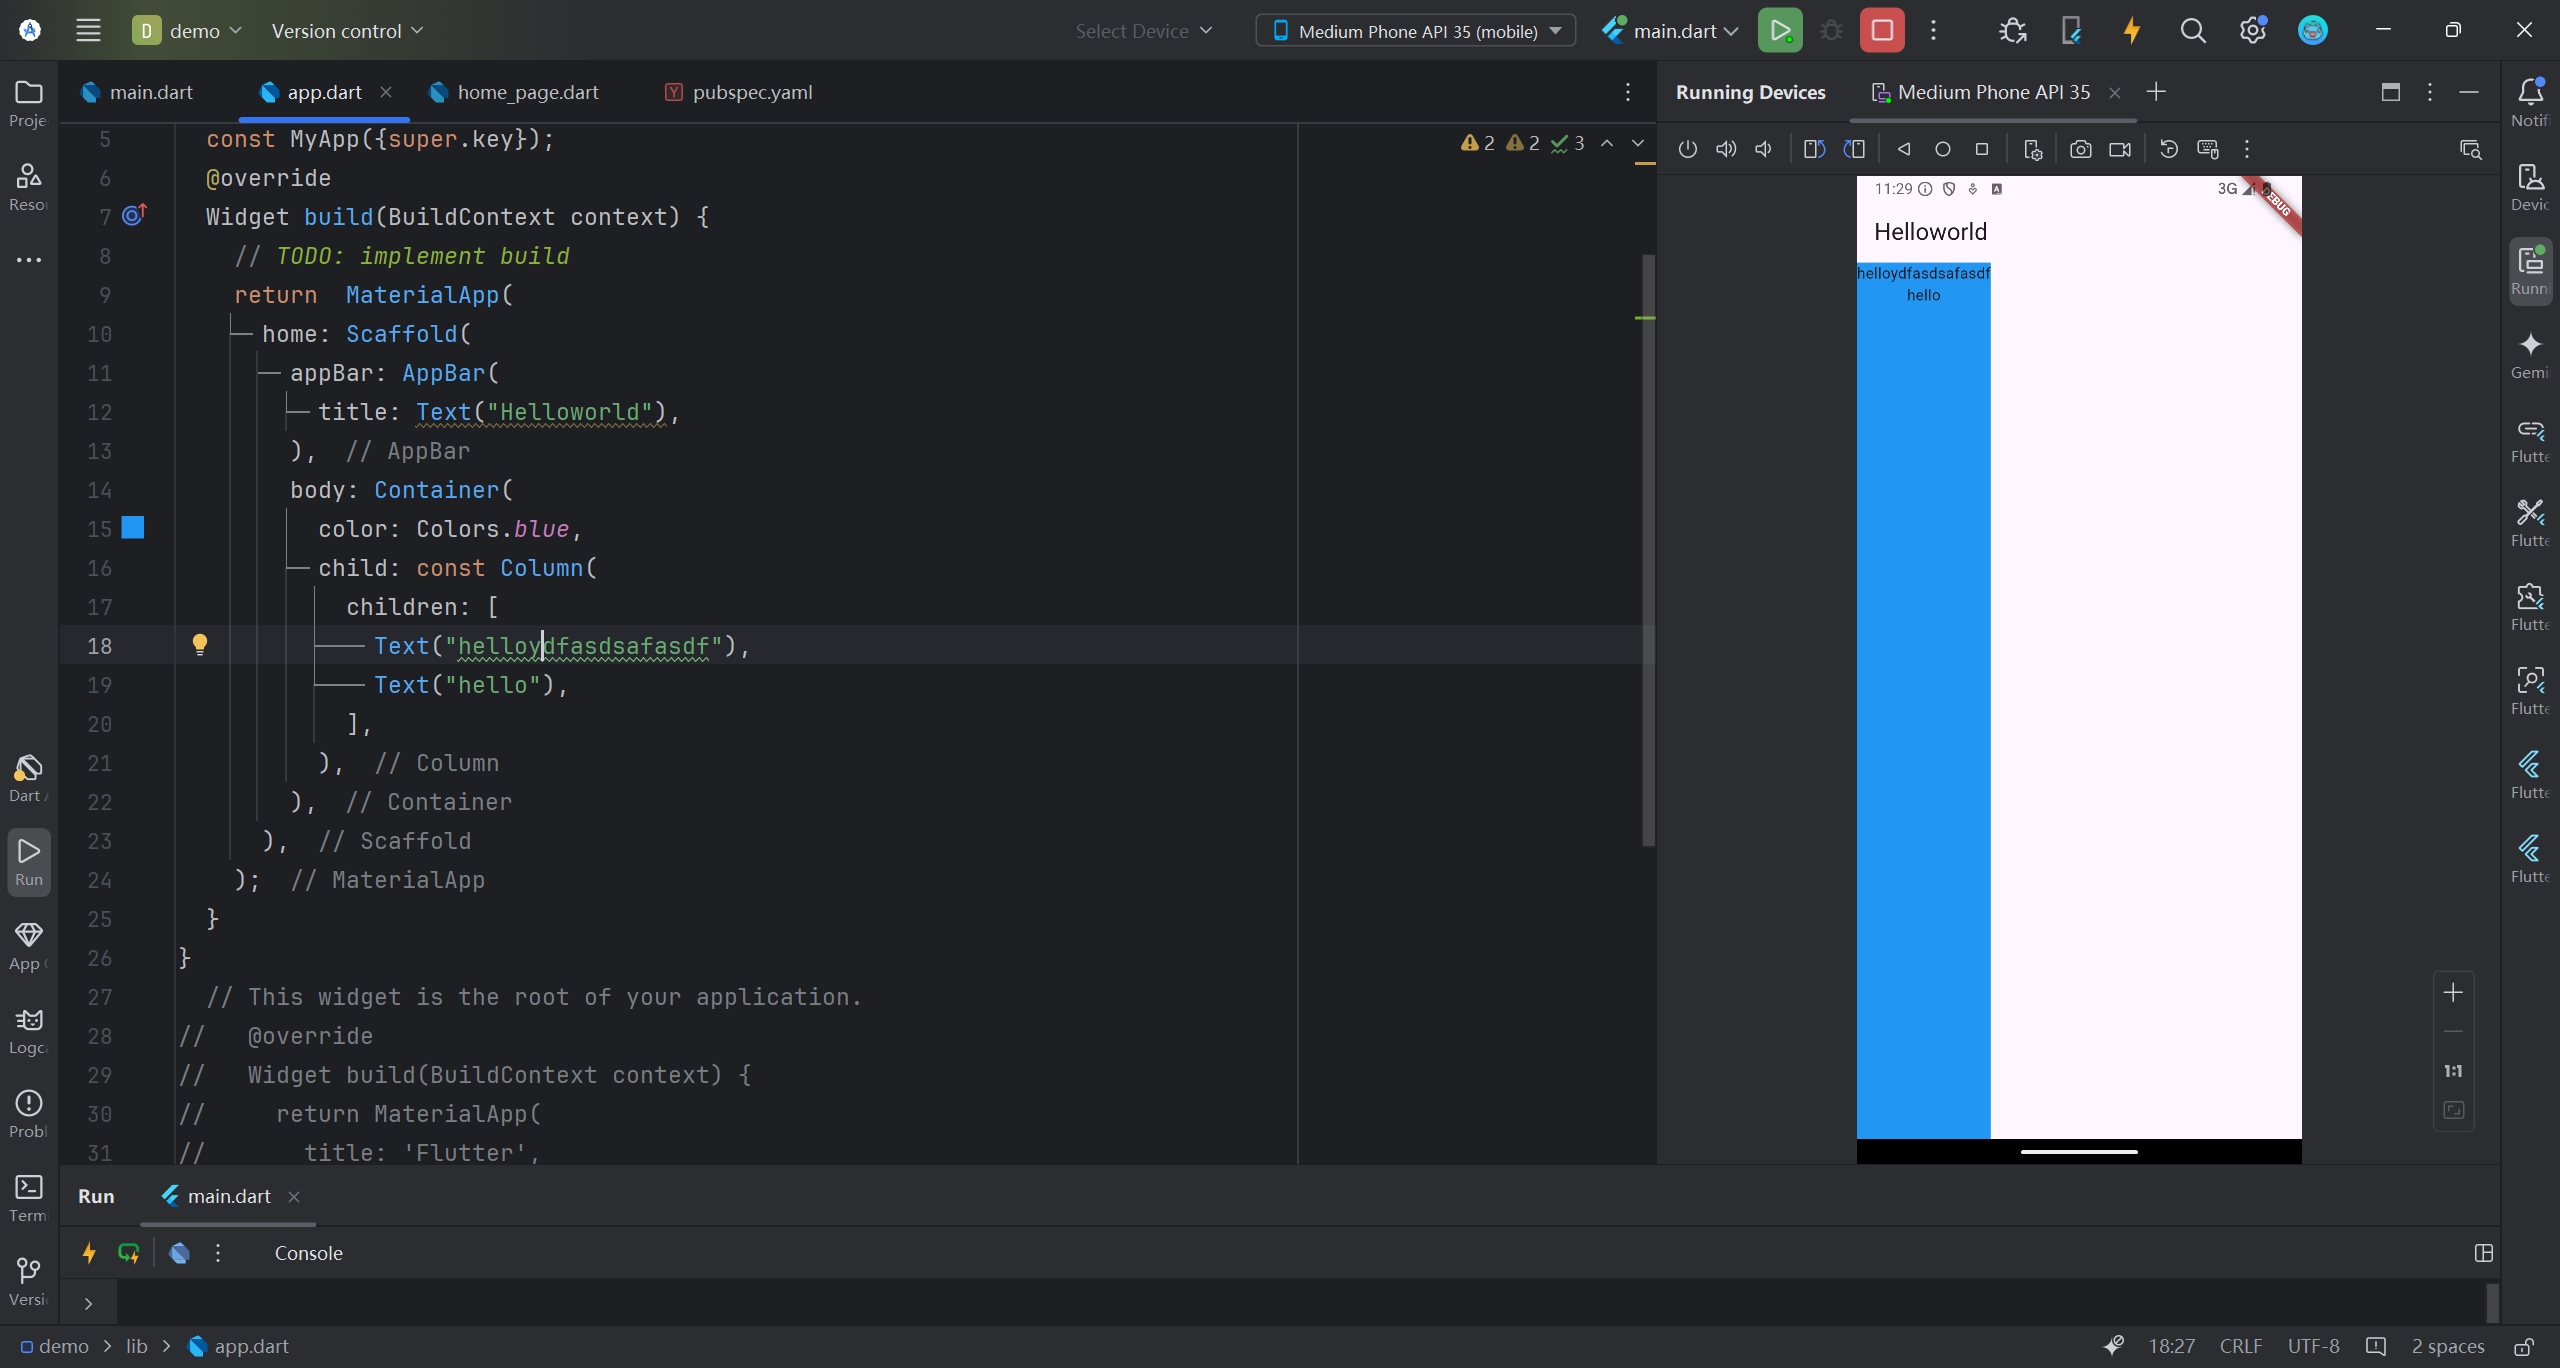 D demo Version control Select Device Medium Phone API 35 (mobile) main.dart
main.dart app.dart home_page.dart pubspec.yaml
Running Devices Medium Phone API 35
2 2 3
5 const MyApp({super.key});
6 @override
7 Widget build(BuildContext context) {
8 // TODO: implement build
9 return MaterialApp(
10 home: Scaffold(
11 appBar: AppBar(
12 title: Text("Helloworld"),
13 ), // AppBar
14 body: Container(
15 color: Colors.blue,
16 child: const Column(
17 children: [
18 Text("helloydfasdsafasdf"),
19 Text("hello"),
20 ],
21 ), // Column
22 ), // Container
23 ), // Scaffold
24 ); // MaterialApp
25 }
26 }
27 // This widget is the root of your application.
28 // @override
29 // Widget build(BuildContext context) {
30 // return MaterialApp(
31 // title: 'Flutter',
Proje
Resou
Dart
Run
App
Logca
Probl
Term
Versi
11:29 3G
Helloworld
helloydfasdsafasdf
hello
1:1
Notifi
Devic
Runn
Gemi
Flutte
Flutte
Flutte
Flutte
Flutte
Flutte
Run main.dart
Console
demo > lib > app.dart 18:27 CRLF UTF-8 2 spaces